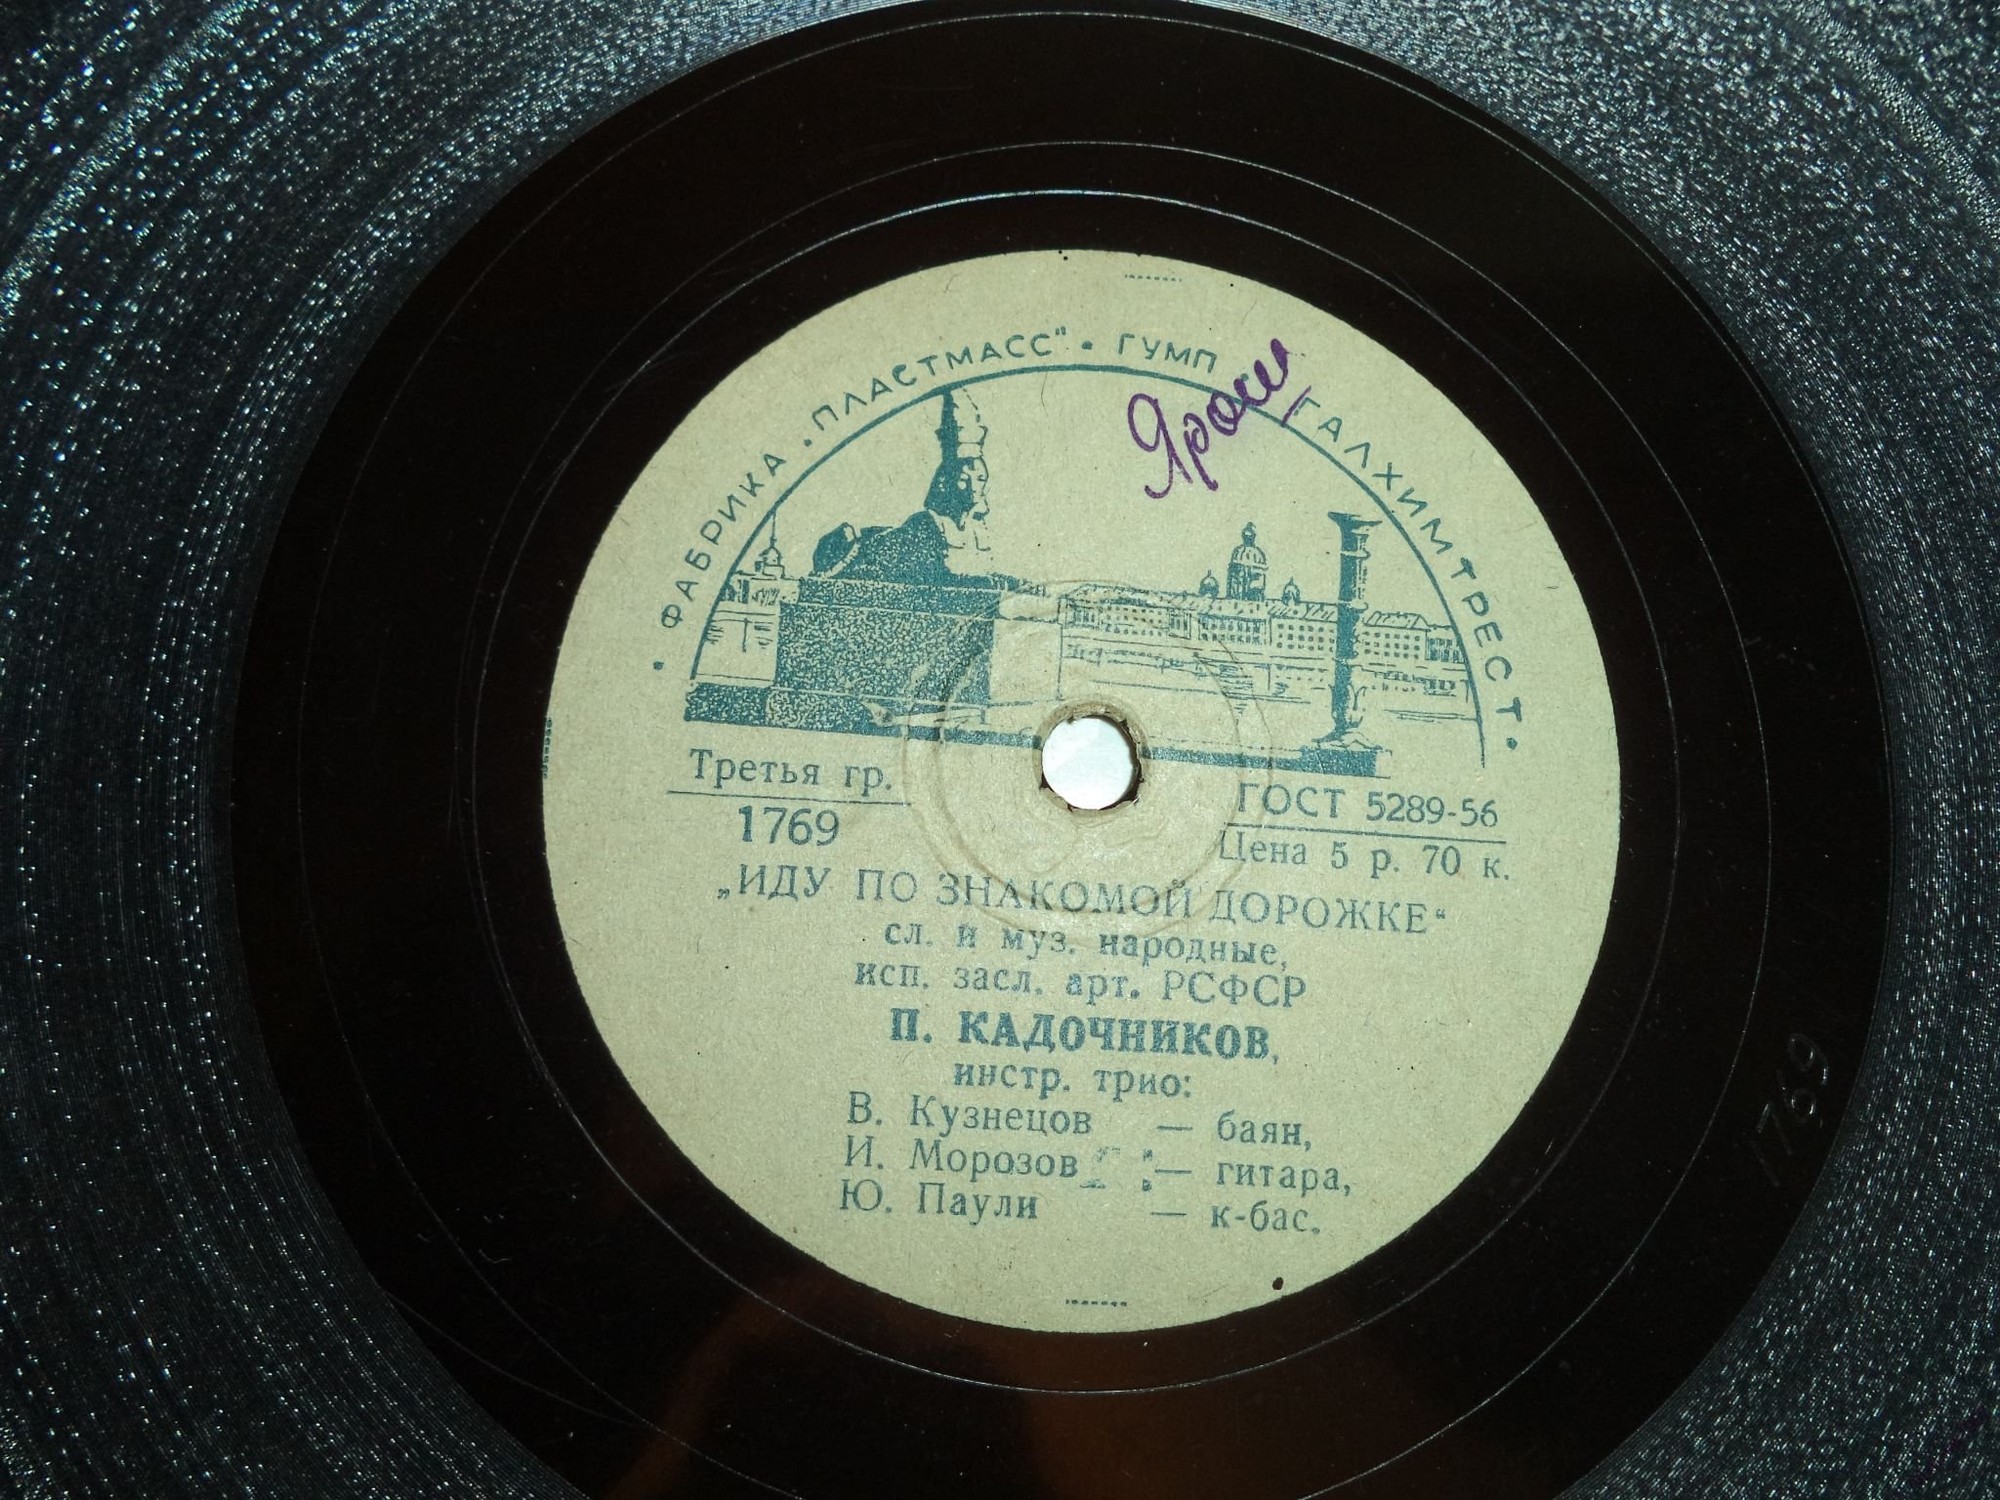 • ФАБРИКА „ПЛАСТМАСС“ • ГУМП ГАЛХИМТРЕСТ •
Третья гр.
1769
ГОСТ 5289-56
Цена 5 р. 70 к.
„ИДУ ПО ЗНАКОМОЙ ДОРОЖКЕ“
сл. и муз. народные,
исп. засл. арт. РСФСР
П. КАДОЧНИКОВ,
инстр. трио:
В. Кузнецов — баян,
И. Морозов — гитара,
Ю. Паули — к-бас.
1769